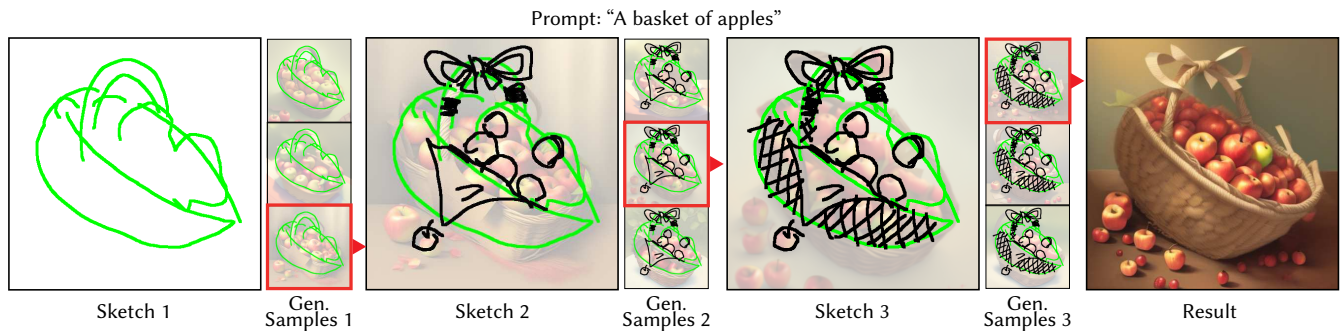 Prompt: “A basket of apples”
Sketch 1
Gen.
Samples 1
Sketch 2
Gen.
Samples 2
Sketch 3
Gen.
Samples 3
Result